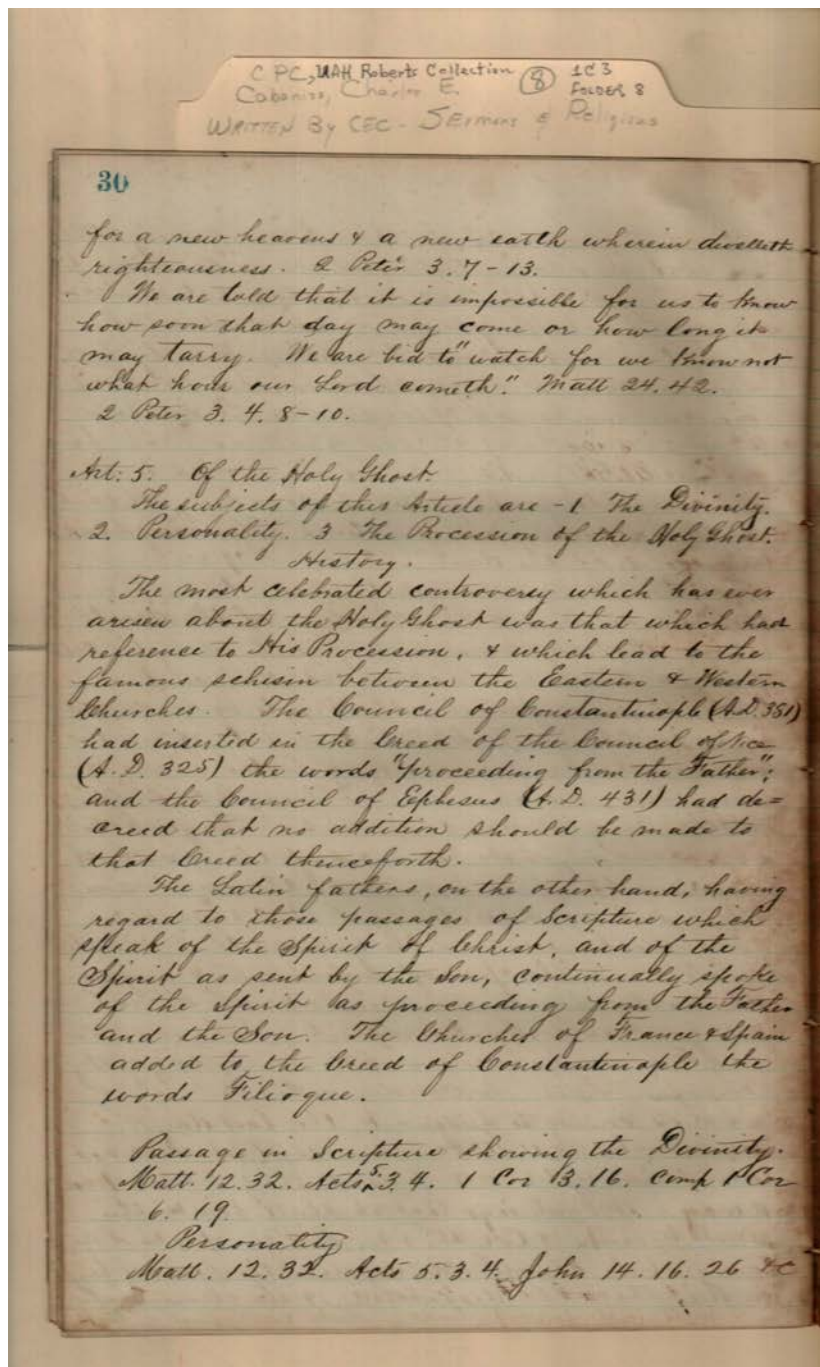 CPC, UAH Roberts Collection (8) 1C3
Cabaniss, Charles E. FOLDER 8
WRITTEN By CEC - SErmons & Religious
30
for a new heavens & a new earth wherein dwelleth
righteousness. 2 Peter 3. 7-13.
We are told that it is impossible for us to know
how soon that day may come or how long it
may tarry. We are bid to "watch for we know not
what hour our Lord cometh". Matt 24. 42.
2 Peter 3. 4. 8-10.
Art: 5. Of the Holy Ghost.
The subjects of this Article are - 1 The Divinity.
2. Personality. 3 The Procession of the Holy Ghost.
History.
The most celebrated controversy which has ever
arisen about the Holy Ghost was that which had
reference to His Procession, & which lead to the
famous schism between the Eastern & Western
Churches. The Council of Constantinople (A.D. 381)
had inserted in the Creed of the Council of Nice
(A.D. 325) the words "proceeding from the Father";
and the Council of Ephesus (A.D. 431) had de=
creed that no addition should be made to
that Creed thenceforth.
The Latin fathers, on the other hand, having
regard to those passages of Scripture which
speak of the Spirit of Christ, and of the
Spirit as sent by the Son, continually spoke
of the Spirit as proceeding from the Father
and the Son. The Churches of France & Spain
added to the Creed of Constantinople the
words Filioque.
Passage in Scripture showing the Divinity.
Matt. 12. 32. Acts 5. 3. 4. 1 Cor 3. 16. comp 1 Cor
6. 19.
Personality
Matt. 12. 32. Acts 5. 3. 4. John 14. 16. 26 &c